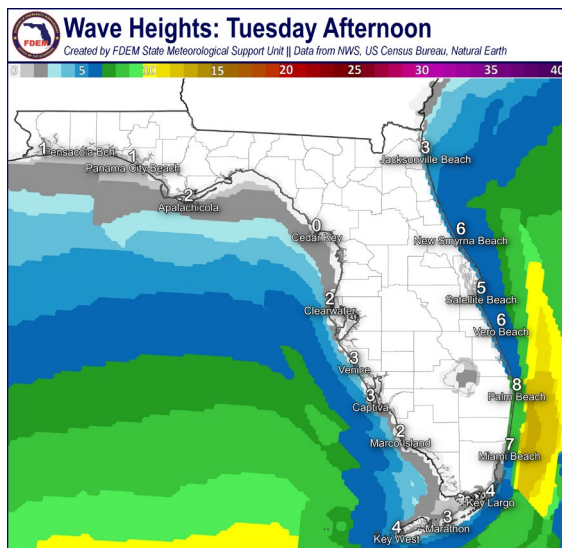 FDEM
Wave Heights: Tuesday Afternoon
Created by FDEM State Meteorological Support Unit || Data from NWS, US Census Bureau, Natural Earth
0 5 10 15 20 25 30 35 40
1
Pensacola Bch
1
Panama City Beach
2
Apalachicola
3
Jacksonville Beach
0
Cedar Key
6
New Smyrna Beach
5
Satellite Beach
2
Clearwater
6
Vero Beach
3
Venice
3
Captiva
8
Palm Beach
2
Marco Island
7
Miami Beach
4
Key Largo
3
Marathon
4
Key West